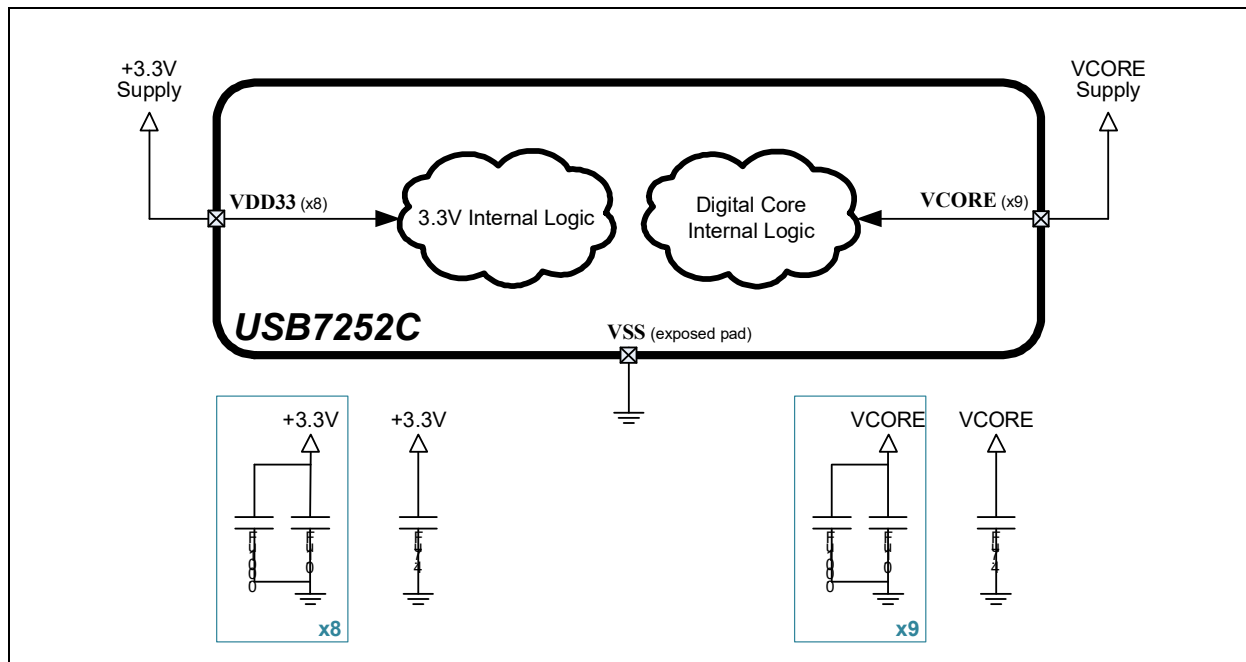 +3.3V
Supply
VCORE
Supply
VDD33 (x8)
3.3V Internal Logic
Digital Core
Internal Logic
VCORE (x9)
USB7252C
VSS (exposed pad)
+3.3V
+3.3V
VCORE
VCORE
x8
x9